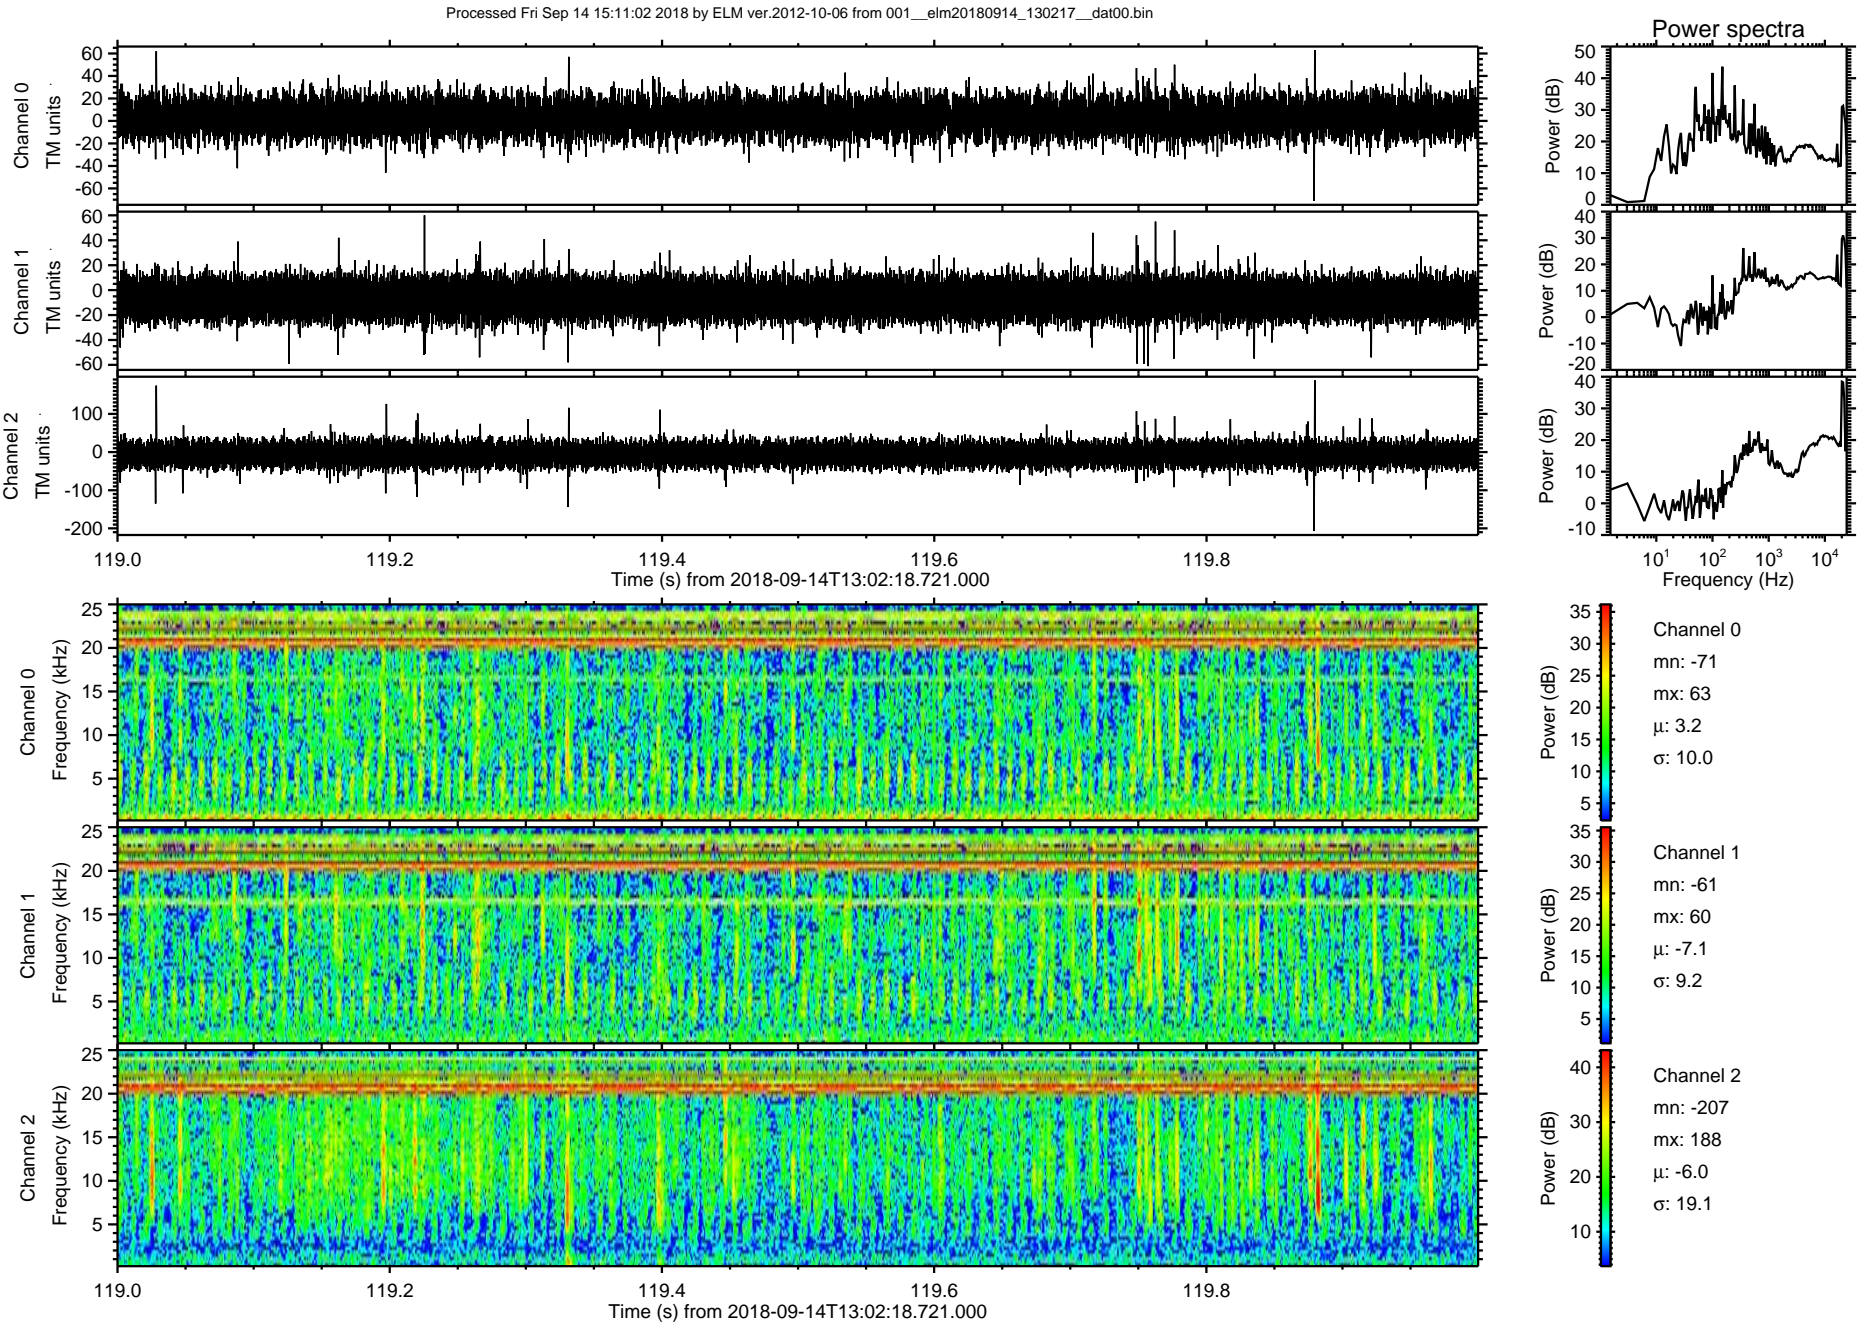 Processed Fri Sep 14 15:11:02 2018 by ELM ver.2012-10-06 from 001__elm20180914_130217__dat00.bin
Power spectra
Channel 0
TM units
60
40
20
0
-20
-40
-60
Power (dB)
50
40
30
20
10
0
Channel 1
TM units
60
40
20
0
-20
-40
-60
Power (dB)
40
30
20
10
0
-10
-20
Channel 2
TM units
100
0
-100
-200
Power (dB)
40
30
20
10
0
-10
119.0 119.2 119.4 119.6 119.8
Time (s) from 2018-09-14T13:02:18.721.000
10¹ 10² 10³ 10⁴
Frequency (Hz)
Channel 0
Frequency (kHz)
25
20
15
10
5
Power (dB)
35
30
25
20
15
10
5
Channel 0
mn: -71
mx: 63
μ: 3.2
σ: 10.0
Channel 1
Frequency (kHz)
25
20
15
10
5
Power (dB)
35
30
25
20
15
10
5
Channel 1
mn: -61
mx: 60
μ: -7.1
σ: 9.2
Channel 2
Frequency (kHz)
25
20
15
10
5
Power (dB)
40
30
20
10
Channel 2
mn: -207
mx: 188
μ: -6.0
σ: 19.1
119.0 119.2 119.4 119.6 119.8
Time (s) from 2018-09-14T13:02:18.721.000